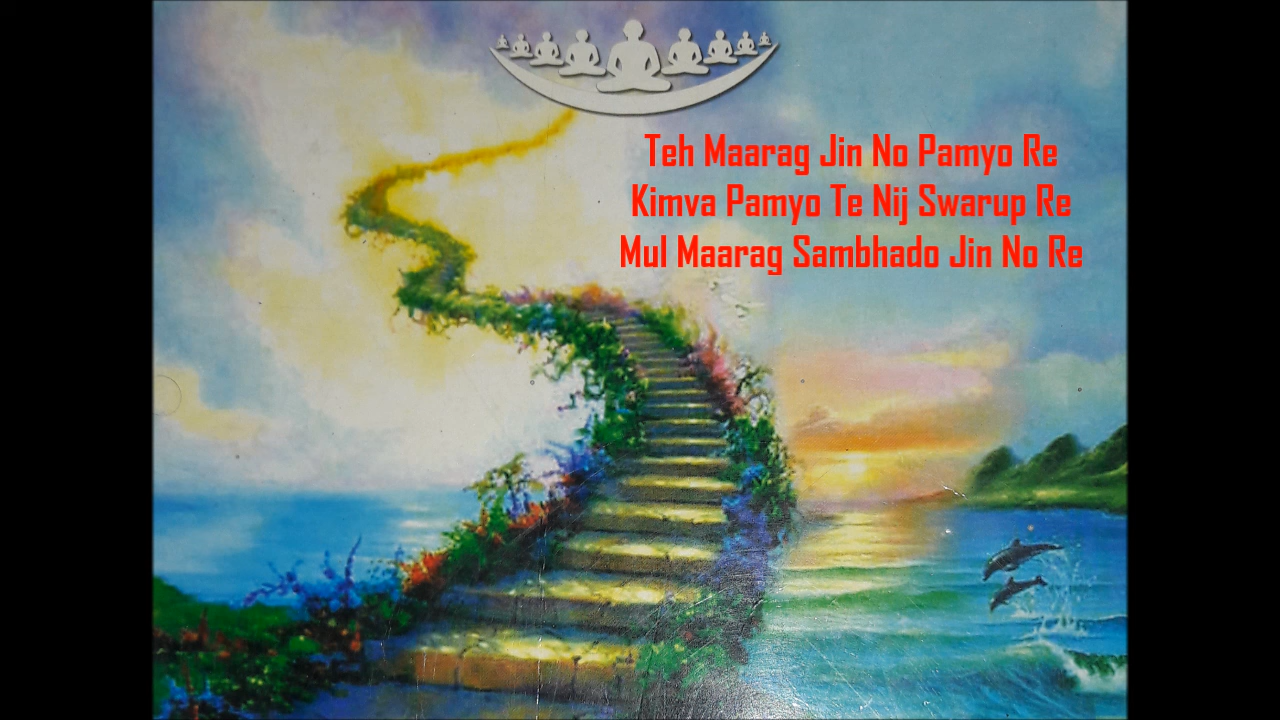 Teh Maarag Jin No Pamyo Re
Kimva Pamyo Te Nij Swarup Re
Mul Maarag Sambhado Jin No Re